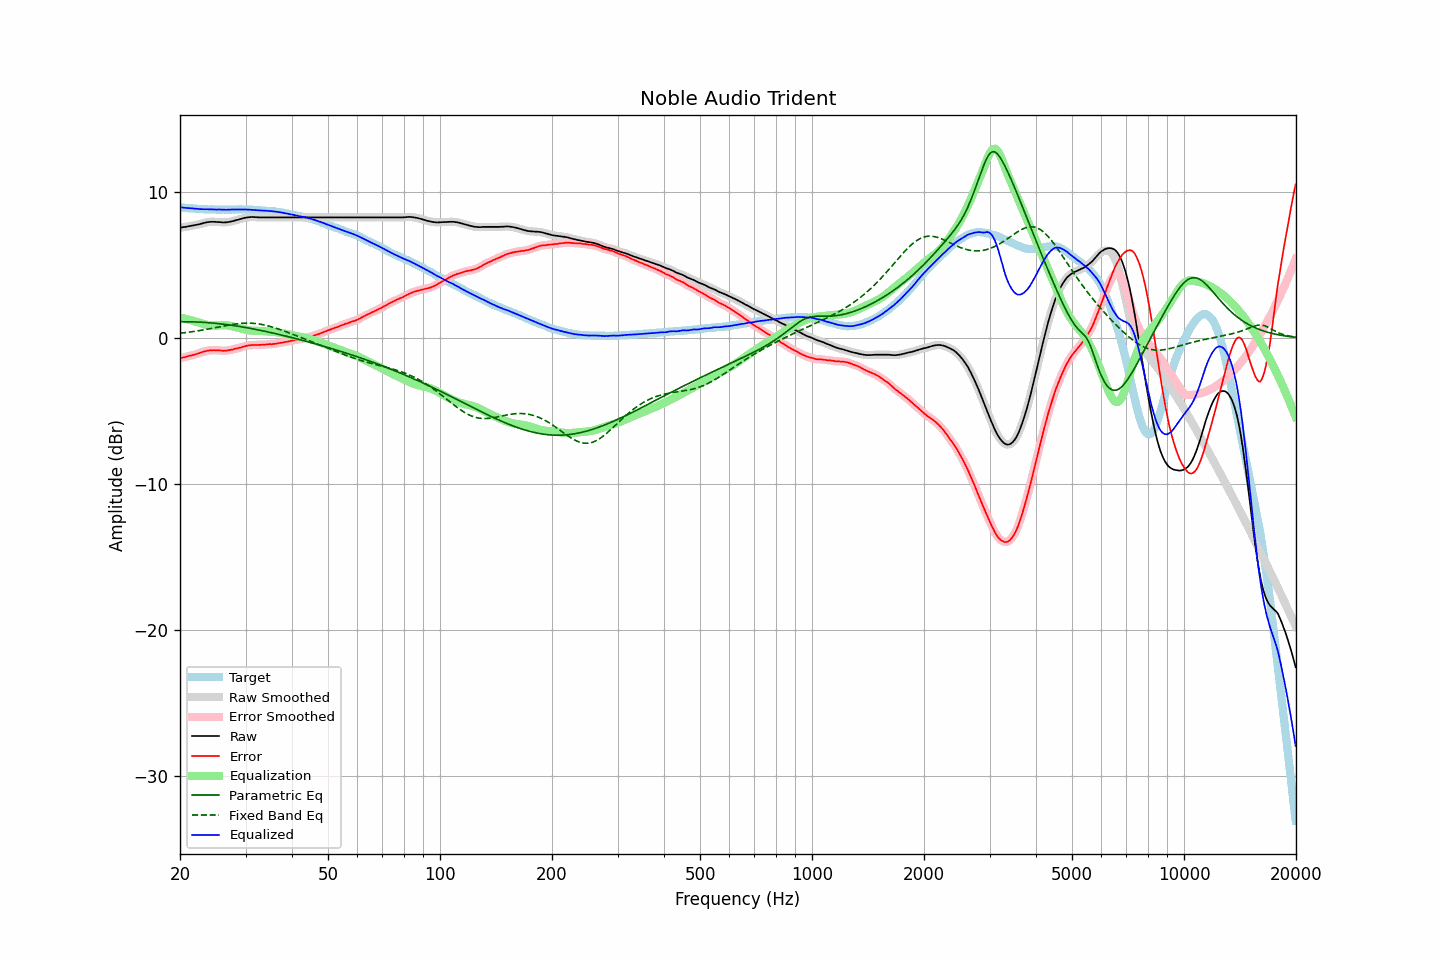 Noble Audio Trident
Amplitude (dBr)
10
0
−10
−20
−30
Target
Raw Smoothed
Error Smoothed
Raw
Error
Equalization
Parametric Eq
Fixed Band Eq
Equalized
20 50 100 200 500 1000 2000 5000 10000 20000
Frequency (Hz)